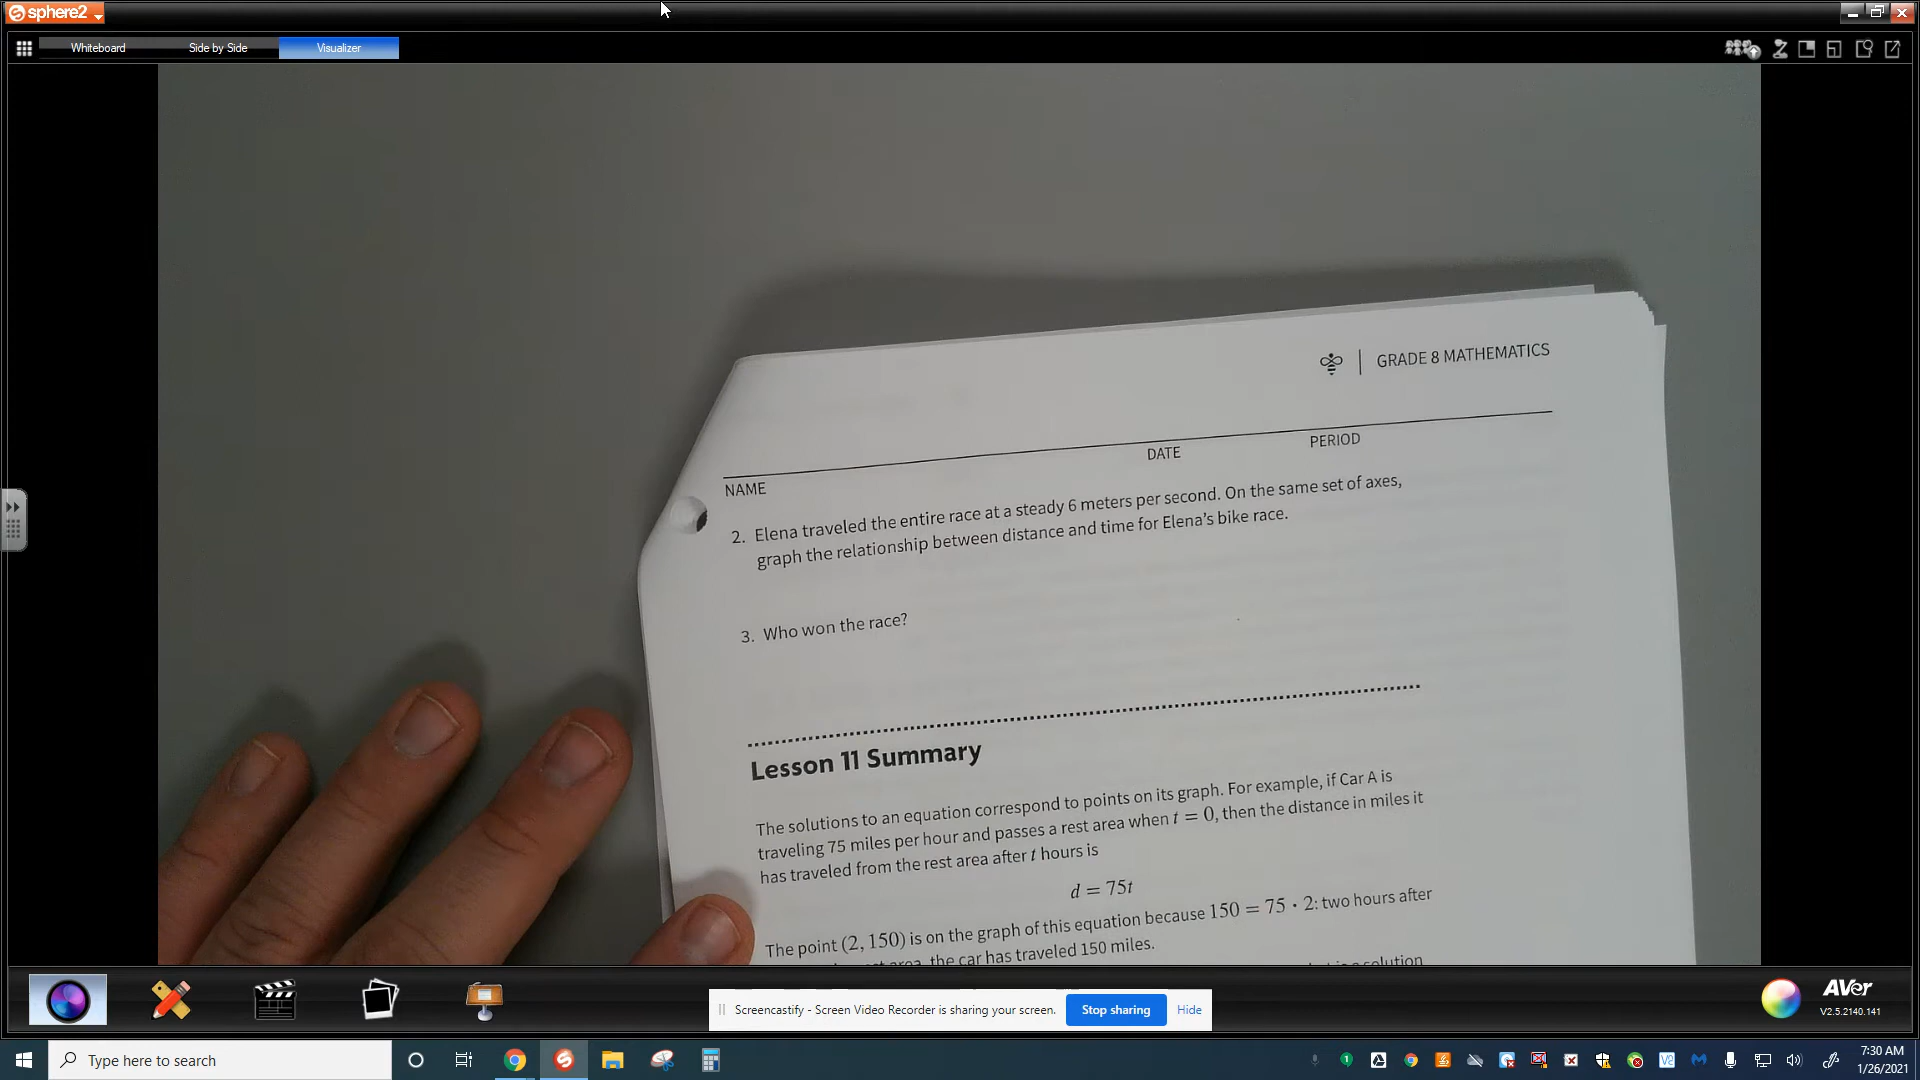 sphere2
Whiteboard
Side by Side
Visualizer
GRADE 8 MATHEMATICS
NAME
DATE
PERIOD
2. Elena traveled the entire race at a steady 6 meters per second. On the same set of axes,
graph the relationship between distance and time for Elena's bike race.
3. Who won the race?
Lesson 11 Summary
The solutions to an equation correspond to points on its graph. For example, if Car A is
traveling 75 miles per hour and passes a rest area when t = 0, then the distance in miles it
has traveled from the rest area after t hours is
d = 75t
The point (2, 150) is on the graph of this equation because 150 = 75 · 2: two hours after
the car has traveled 150 miles.
solution
Screencastify - Screen Video Recorder is sharing your screen.
Stop sharing
Hide
AVer
V2.5.2140.141
Type here to search
7:30 AM
1/26/2021